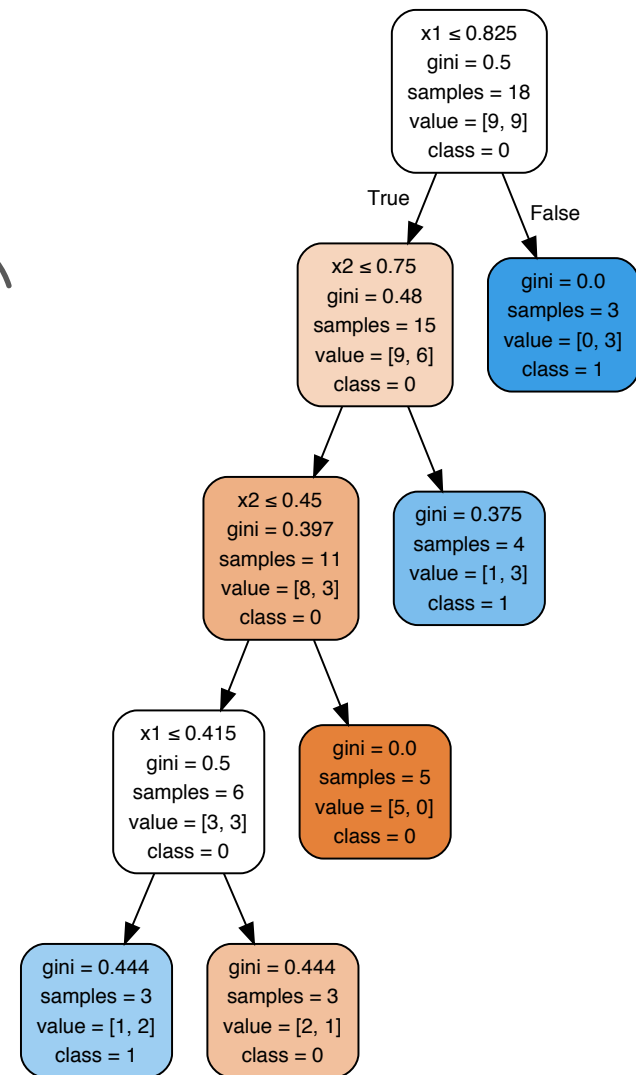 x1 ≤ 0.825
gini = 0.5
samples = 18
value = [9, 9]
class = 0
True
False
x2 ≤ 0.75
gini = 0.48
samples = 15
value = [9, 6]
class = 0
gini = 0.0
samples = 3
value = [0, 3]
class = 1
x2 ≤ 0.45
gini = 0.397
samples = 11
value = [8, 3]
class = 0
gini = 0.375
samples = 4
value = [1, 3]
class = 1
x1 ≤ 0.415
gini = 0.5
samples = 6
value = [3, 3]
class = 0
gini = 0.0
samples = 5
value = [5, 0]
class = 0
gini = 0.444
samples = 3
value = [1, 2]
class = 1
gini = 0.444
samples = 3
value = [2, 1]
class = 0